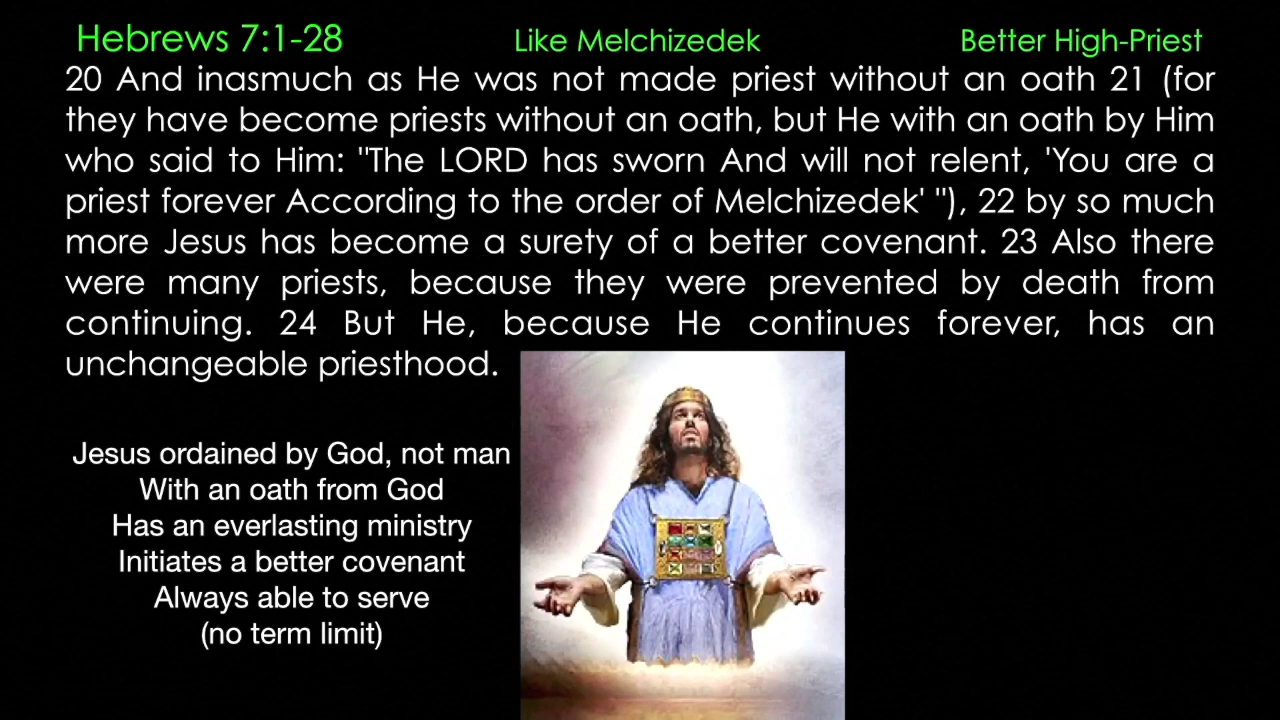 Hebrews 7:1-28 Like Melchizedek Better High-Priest
20 And inasmuch as He was not made priest without an oath 21 (for
they have become priests without an oath, but He with an oath by Him
who said to Him: "The LORD has sworn And will not relent, 'You are a
priest forever According to the order of Melchizedek' "), 22 by so much
more Jesus has become a surety of a better covenant. 23 Also there
were many priests, because they were prevented by death from
continuing. 24 But He, because He continues forever, has an
unchangeable priesthood.
Jesus ordained by God, not man
With an oath from God
Has an everlasting ministry
Initiates a better covenant
Always able to serve
(no term limit)